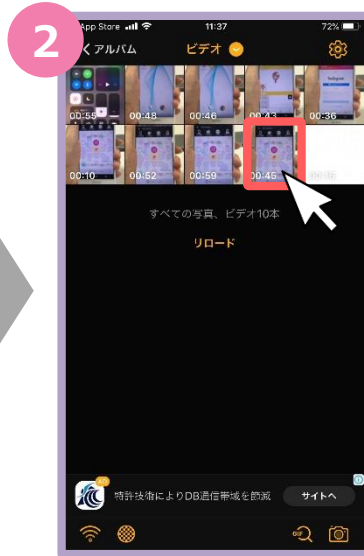 2
App Store 11:37 72%
アルバム ビデオ
00:55 00:48 00:46 00:43 00:36
00:10 00:52 00:59 00:45
すべての写真、ビデオ10本
リロード
AD
特許技術によりDB通信帯域を節減 サイトへ
GIF